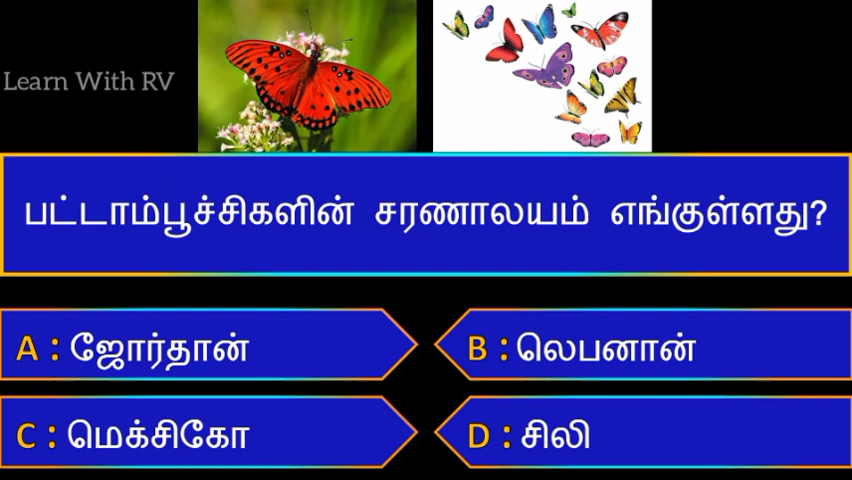 Learn With RV
பட்டாம்பூச்சிகளின் சரணாலயம் எங்குள்ளது?
A : ஜோர்தான்
B : லெபனான்
C : மெக்சிகோ
D : சிலி